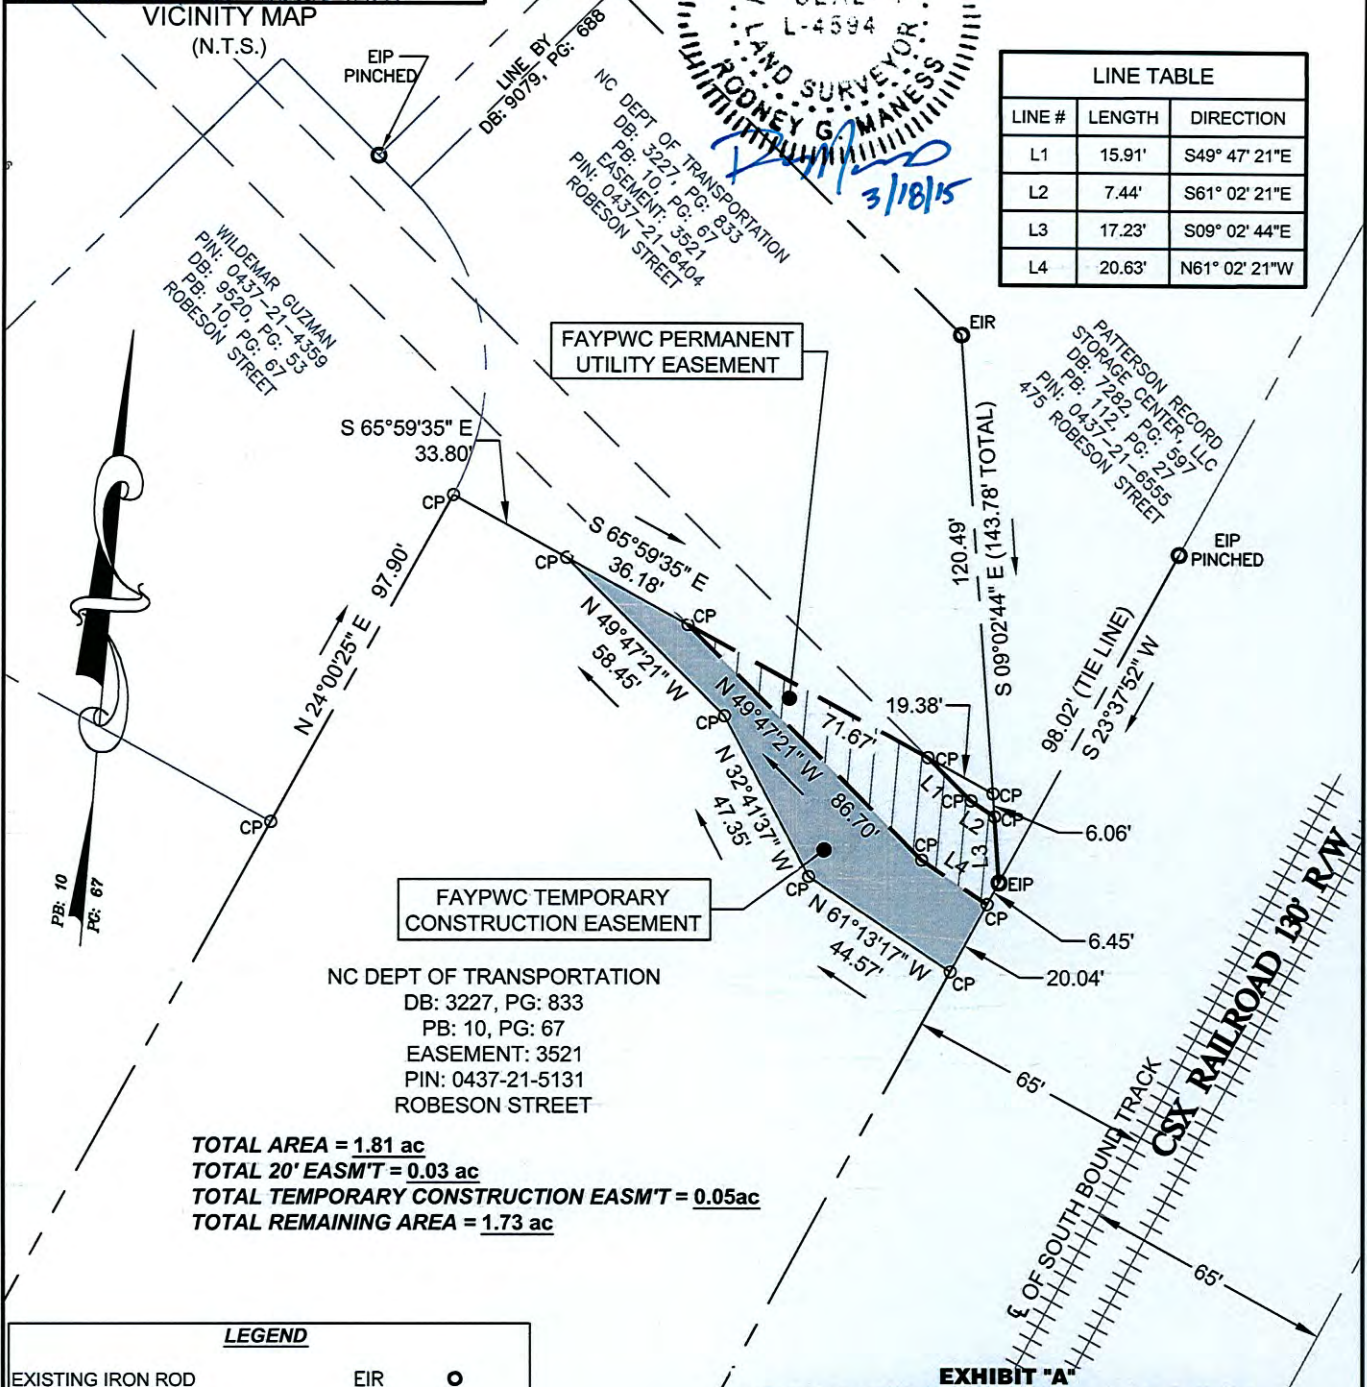 VICINITY MAP
(N.T.S.)
EIP
PINCHED
LINE BY
DB: 9079, PG: 688
L-4594
LAND SURVEYOR
RODNEY G. MANESS
3/18/15
NC DEPT OF TRANSPORTATION
DB: 3227, PG: 833
PB: 10, PG: 67
EASEMENT: 3521
PIN: 0437-21-6404
ROBESON STREET
LINE TABLE
LINE # LENGTH DIRECTION
L1 15.91' S49° 47' 21"E
L2 7.44' S61° 02' 21"E
L3 17.23' S09° 02' 44"E
L4 20.63' N61° 02' 21"W
WILDEMAR GUZMAN
PIN: 0437-21-4359
DB: 9520, PG: 53
PB: 10, PG: 67
ROBESON STREET
FAYPWC PERMANENT
UTILITY EASEMENT
EIR
PATTERSON RECORD
STORAGE CENTER, LLC
DB: 7282, PG: 597
PB: 112, PG: 27
PIN: 0437-21-6555
475 ROBESON STREET
S 65°59'35" E
33.80'
CP
S 65°59'35" E
36.18'
CP
CP
120.49'
S 09°02'44" E (143.78' TOTAL)
EIP
PINCHED
98.02' (TIE LINE)
S 23°37'52" W
N 24°00'25" E 97.90'
N 49°47'21" W
58.45'
CP
N 49°47'21" W 86.70'
71.67'
19.38'
CP
L1
CP
CP
L2
CP
6.06'
L3
CP
L4
EIP
CP
6.45'
N 32°41'37" W
47.35'
CP
CP
N 61°13'17" W
44.57'
CP
20.04'
PB: 10
PG: 67
FAYPWC TEMPORARY
CONSTRUCTION EASEMENT
NC DEPT OF TRANSPORTATION
DB: 3227, PG: 833
PB: 10, PG: 67
EASEMENT: 3521
PIN: 0437-21-5131
ROBESON STREET
65'
CSX RAILROAD 130' R/W
℄ OF SOUTH BOUND TRACK
65'
TOTAL AREA = 1.81 ac
TOTAL 20' EASM'T = 0.03 ac
TOTAL TEMPORARY CONSTRUCTION EASM'T = 0.05ac
TOTAL REMAINING AREA = 1.73 ac
LEGEND
EXISTING IRON ROD EIR
EXHIBIT "A"